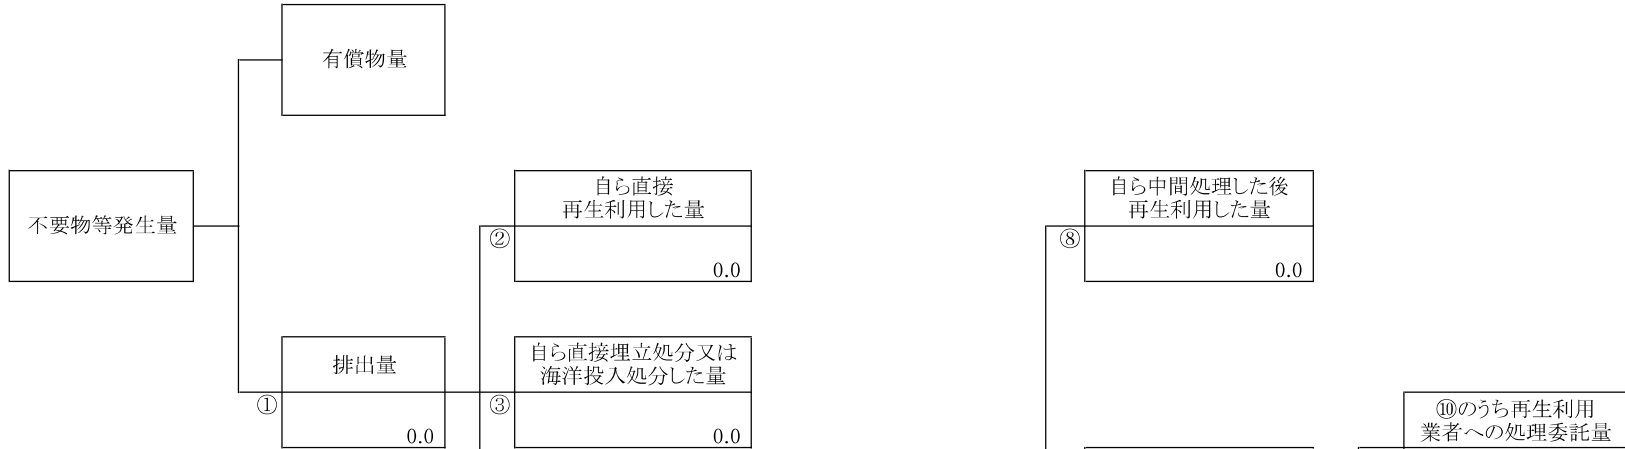 有償物量
不要物等発生量
自ら直接
再生利用した量
②
0.0
自ら中間処理した後
再生利用した量
⑧
0.0
排出量
①
0.0
自ら直接埋立処分又は
海洋投入処分した量
③
0.0
⑩のうち再生利用
業者への処理委託量